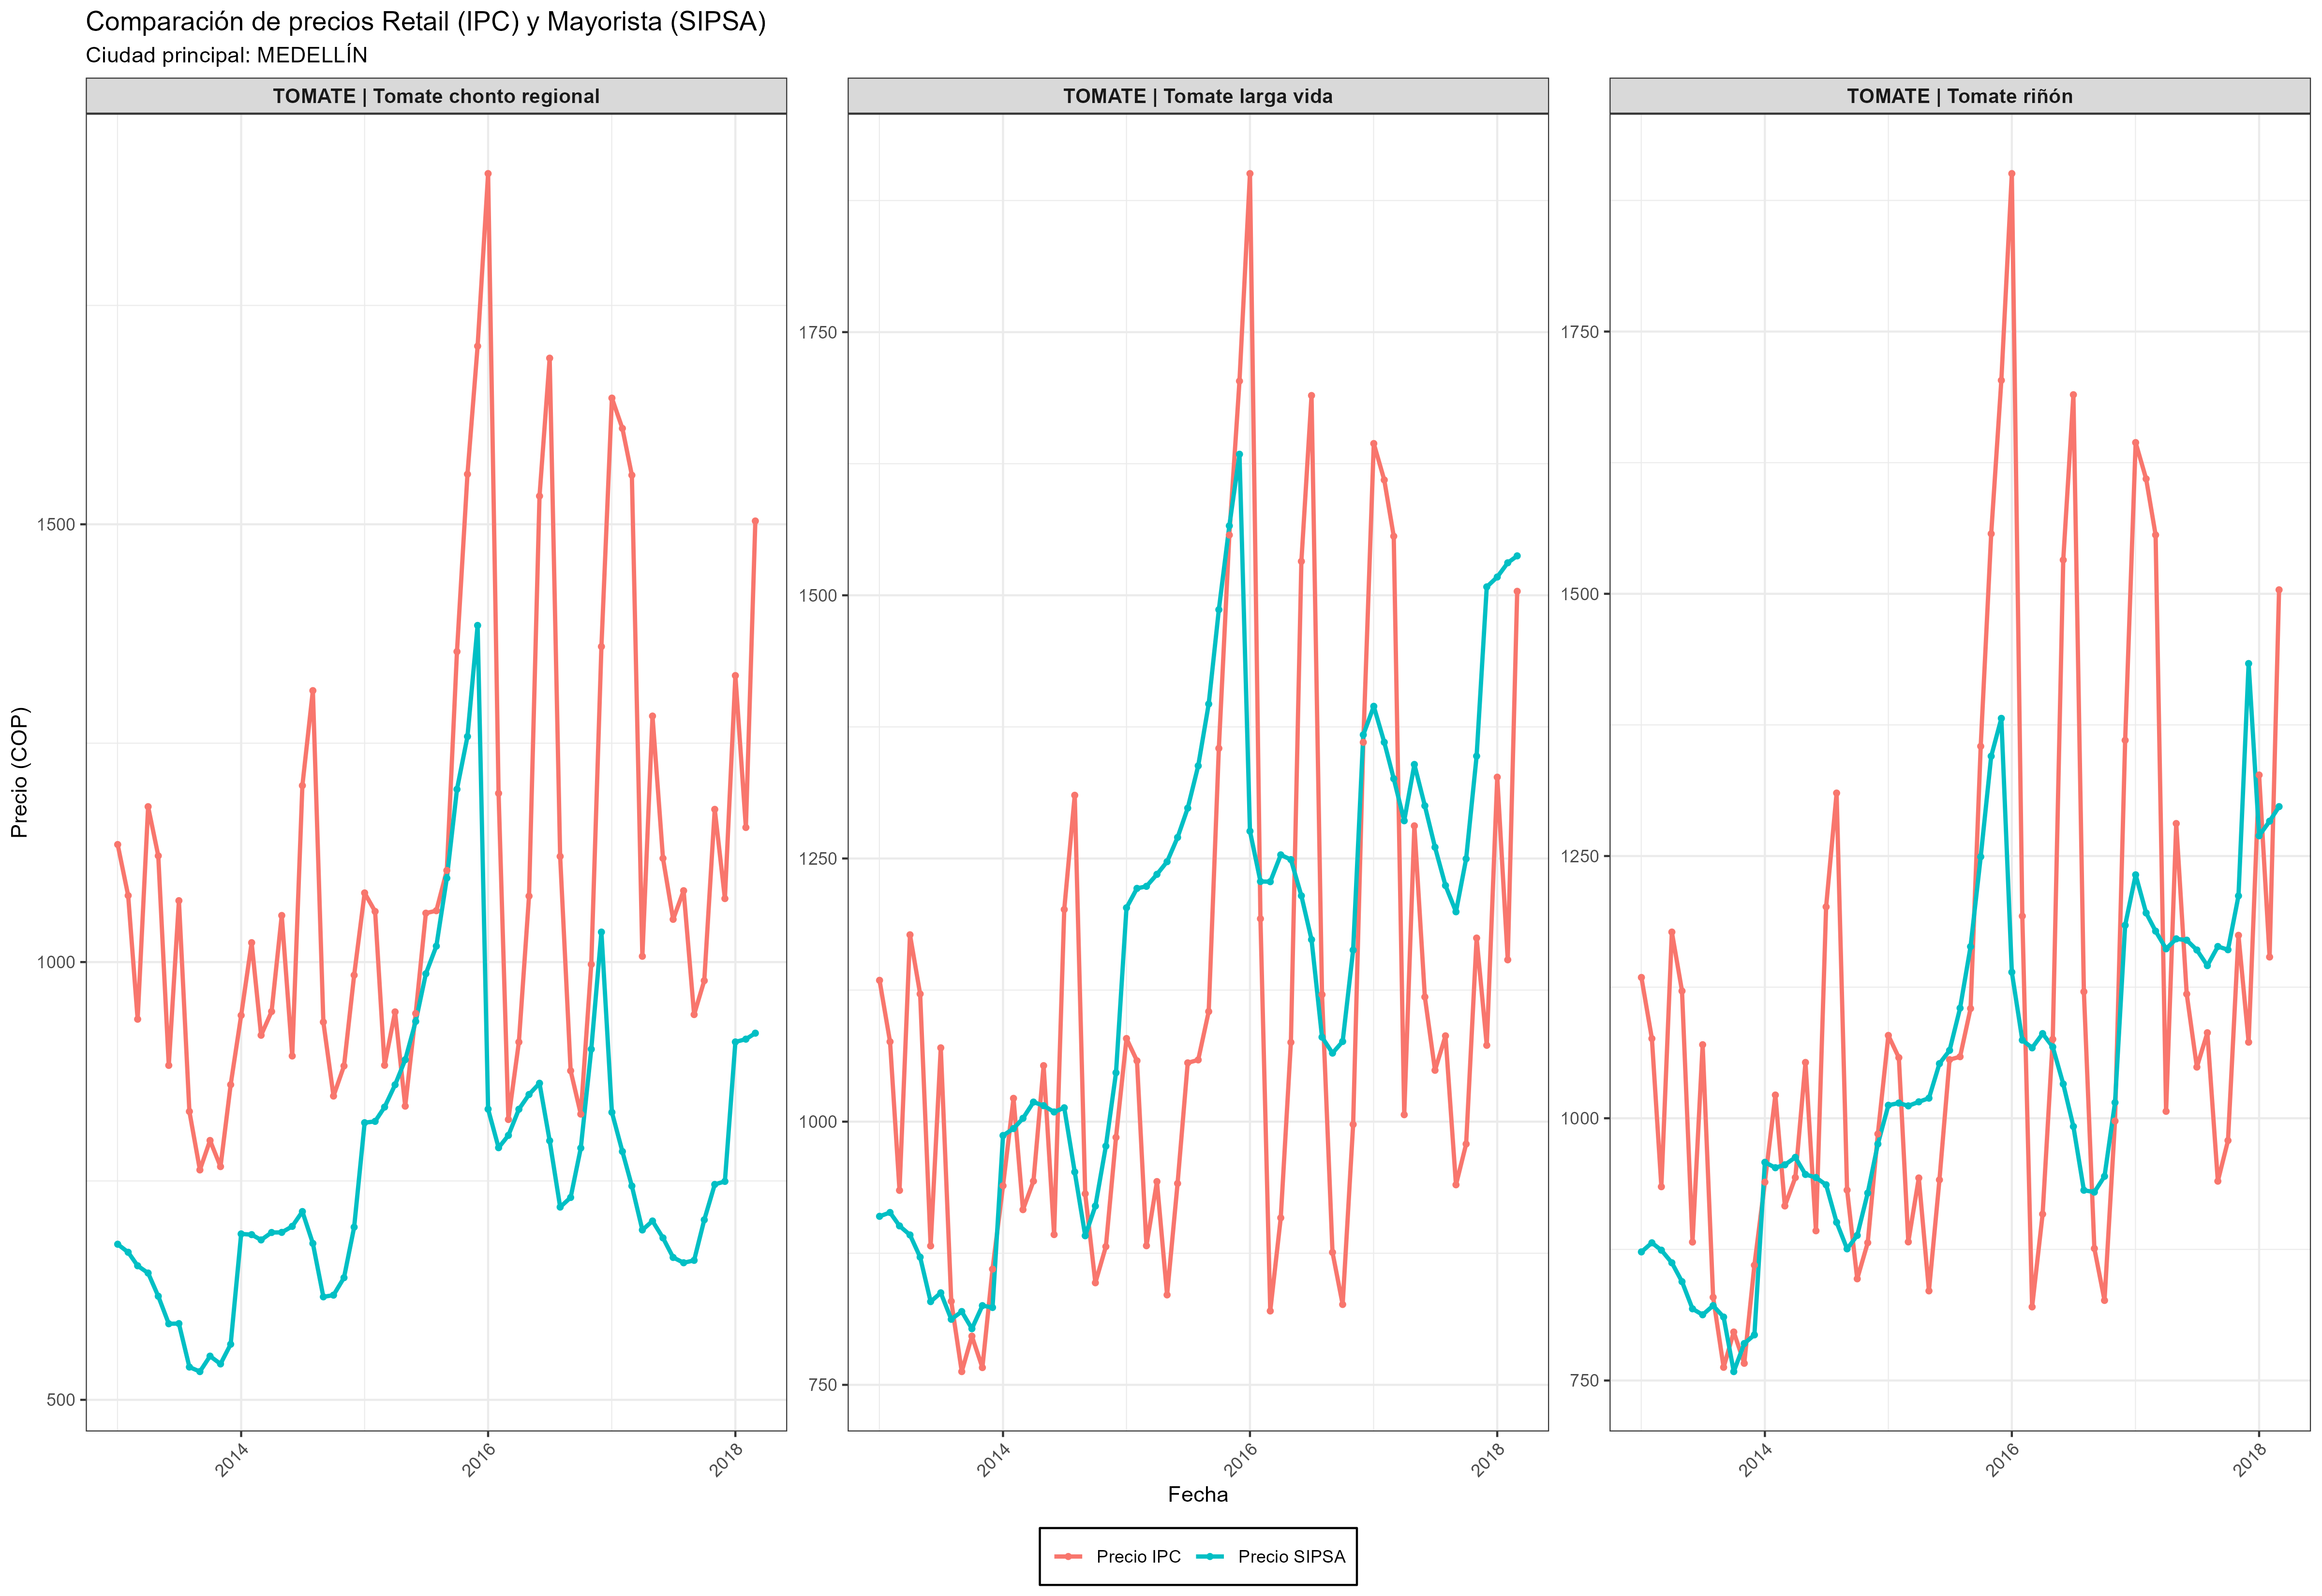 Comparación de precios Retail (IPC) y Mayorista (SIPSA)
Ciudad principal: MEDELLÍN
TOMATE | Tomate chonto regional
TOMATE | Tomate larga vida
TOMATE | Tomate riñón
Precio (COP)
1500
1000
500
1750
1500
1250
1000
750
1750
1500
1250
1000
750
2014
2016
2018
2014
2016
2018
2014
2016
2018
Fecha
Precio IPC
Precio SIPSA